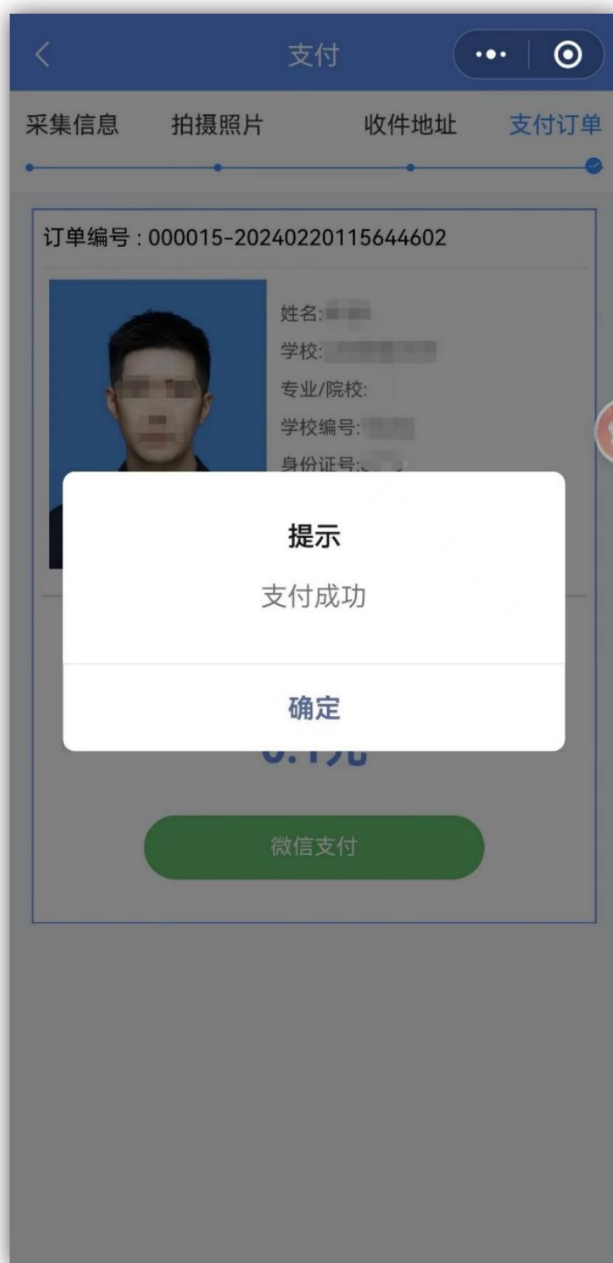 支付
采集信息 拍摄照片 收件地址 支付订单
订单编号 : 000015-20240220115644602
姓名:
学校:
专业/院校:
学校编号:
身份证号:
提示
支付成功
确定
微信支付